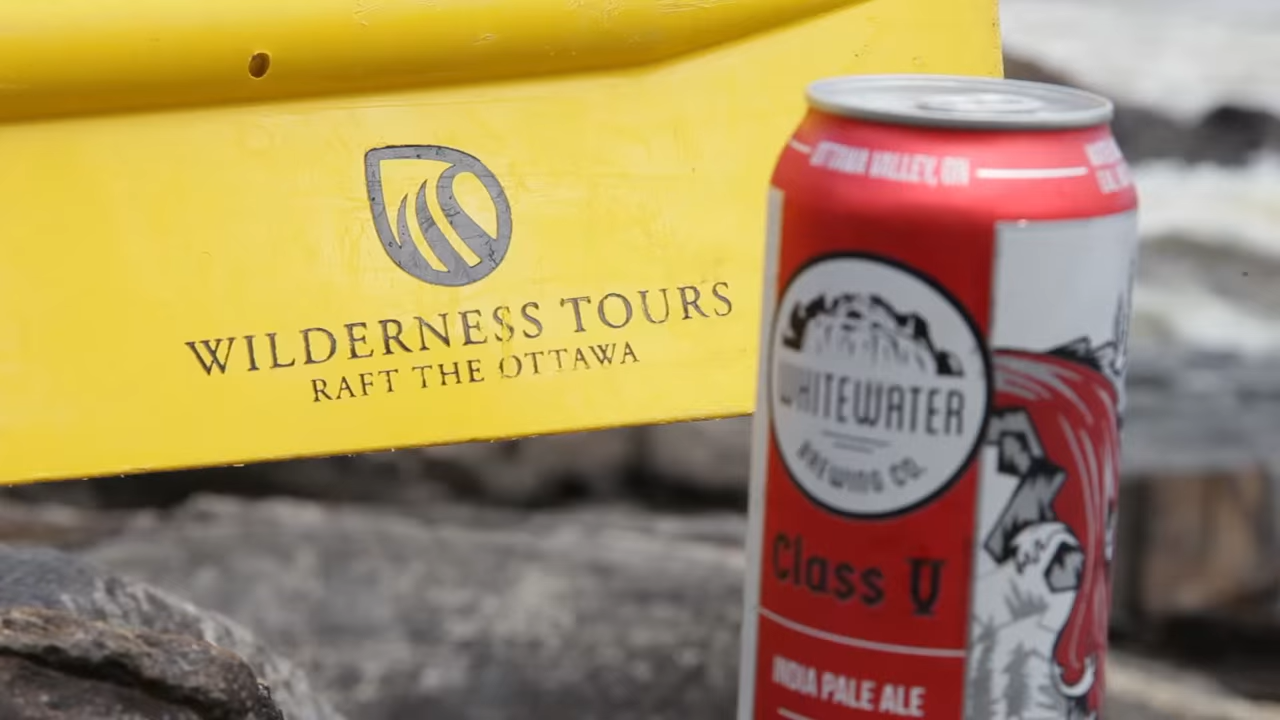 WILDERNESS TOURS
RAFT THE OTTAWA
OTTAWA VALLEY, ON
WHITEWATER
BREWING CO.
Class V
INDIA PALE ALE